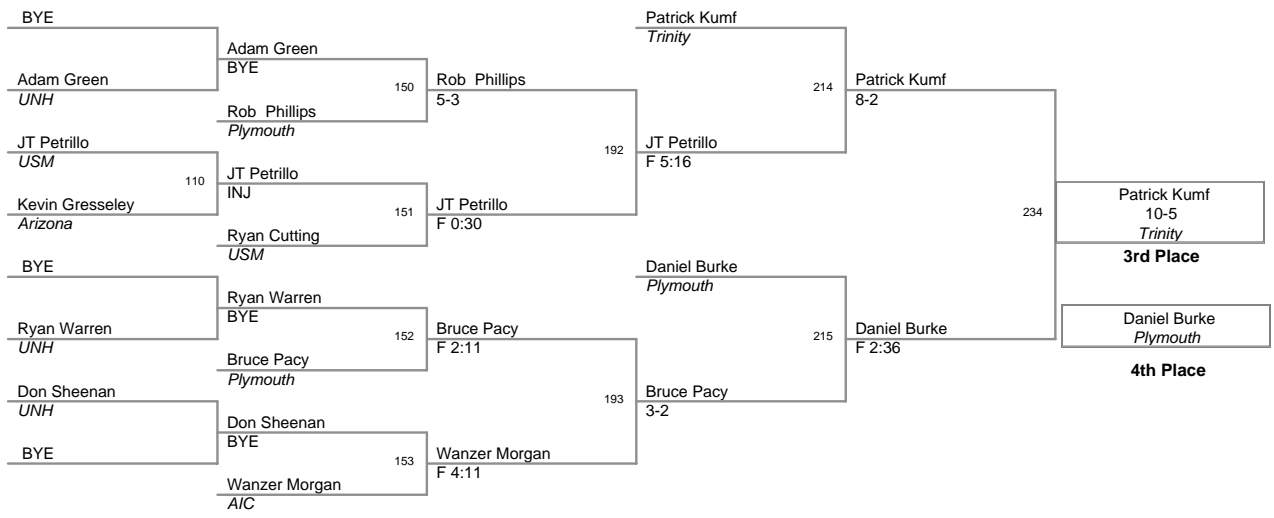 BYE
Adam Green
UNH
JT Petrillo
USM
110
Kevin Gresseley
Arizona
BYE
Ryan Warren
UNH
Don Sheenan
UNH
BYE
Adam Green
BYE
150
Rob Phillips
Plymouth
JT Petrillo
INJ
151
Ryan Cutting
USM
Ryan Warren
BYE
152
Bruce Pacy
Plymouth
Don Sheenan
BYE
153
Wanzer Morgan
AIC
Rob Phillips
5-3
192
JT Petrillo
F 0:30
Bruce Pacy
F 2:11
193
Wanzer Morgan
F 4:11
Patrick Kumf
Trinity
214
JT Petrillo
F 5:16
Daniel Burke
Plymouth
215
Bruce Pacy
3-2
Patrick Kumf
8-2
234
Daniel Burke
F 2:36
Patrick Kumf
10-5
Trinity
3rd Place
Daniel Burke
Plymouth
4th Place